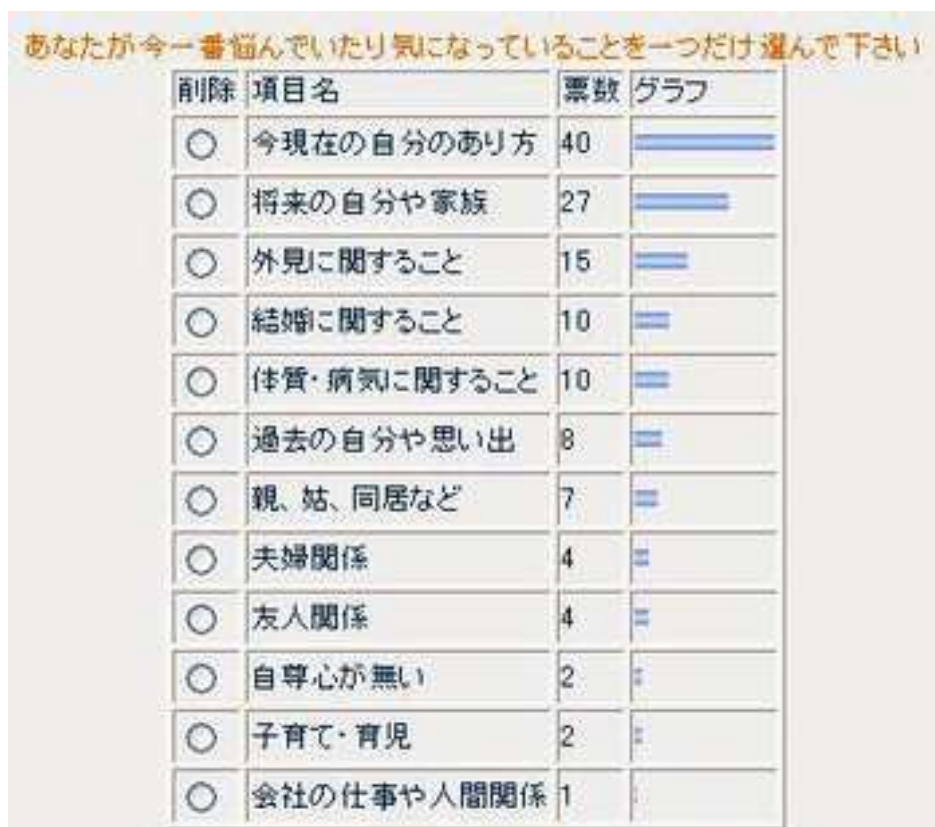 あなたが今一番悩んでいたり気になっていることを一つだけ選んで下さい
削除 項目名 票数 グラフ
今現在の自分のあり方 40
将来の自分や家族 27
外見に関すること 15
結婚に関すること 10
体質・病気に関すること 10
過去の自分や思い出 8
親、姑、同居など 7
夫婦関係 4
友人関係 4
自尊心が無い 2
子育て・育児 2
会社の仕事や人間関係 1